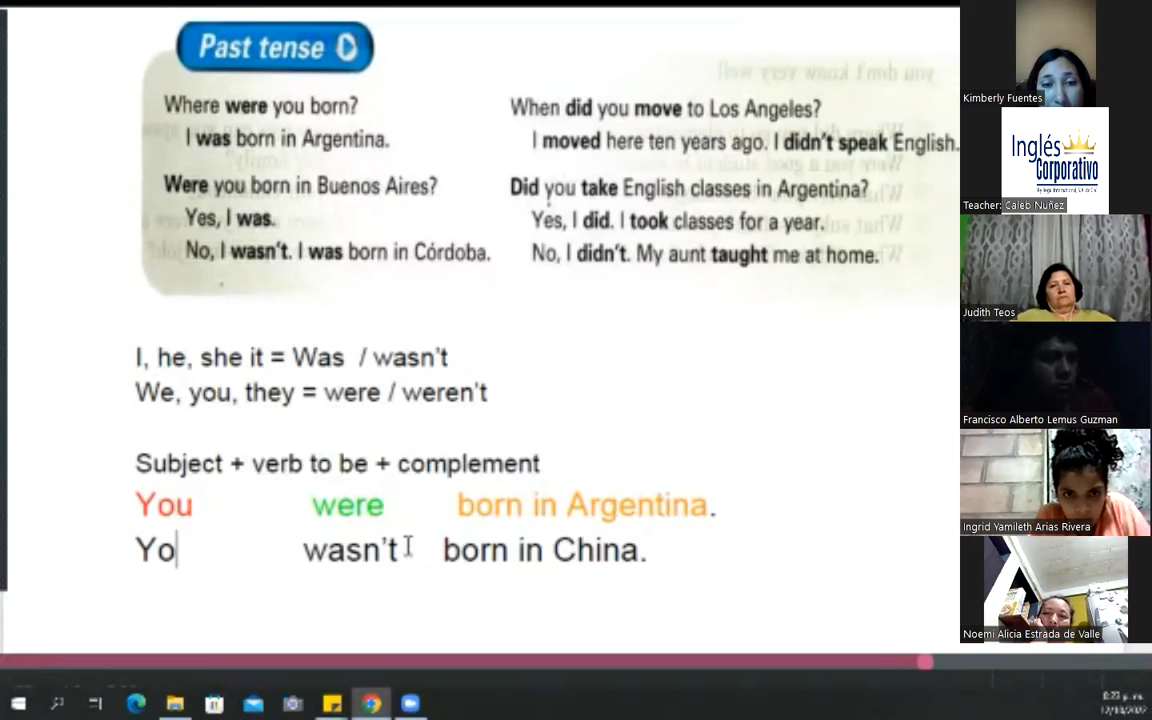 Past tense
Where were you born?
I was born in Argentina.
Were you born in Buenos Aires?
Yes, I was.
No, I wasn't. I was born in Córdoba.
When did you move to Los Angeles?
I moved here ten years ago. I didn't speak English.
Did you take English classes in Argentina?
Yes, I did. I took classes for a year.
No, I didn't. My aunt taught me at home.
I, he, she it = Was / wasn't
We, you, they = were / weren't
Subject + verb to be + complement
You were born in Argentina.
Yo wasn't born in China.
Kimberly Fuentes
Inglés
Corporativo
Teacher: Caleb Nuñez
Judith Teos
Francisco Alberto Lemus Guzman
Ingrid Yamileth Arias Rivera
Noemi Alicia Estrada de Valle